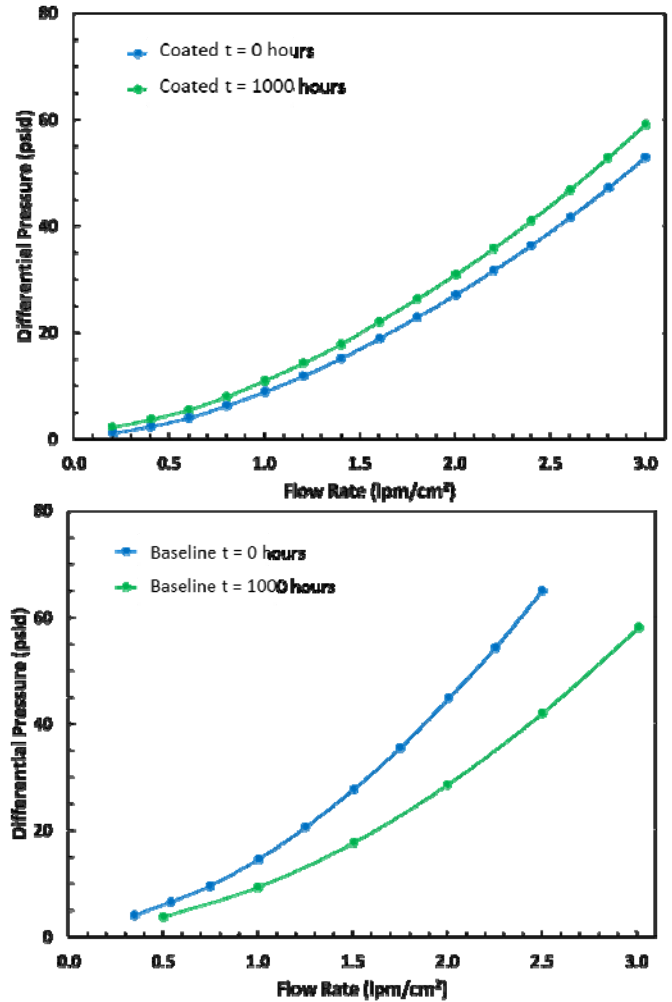 80
Coated t = 0 hours
Coated t = 1000 hours
60
40
20
0
Differential Pressure (psid)
0.0 0.5 1.0 1.5 2.0 2.5 3.0
Flow Rate (lpm/cm²)
80
Baseline t = 0 hours
Baseline t = 1000 hours
60
40
20
0
Differential Pressure (psid)
0.0 0.5 1.0 1.5 2.0 2.5 3.0
Flow Rate (lpm/cm²)